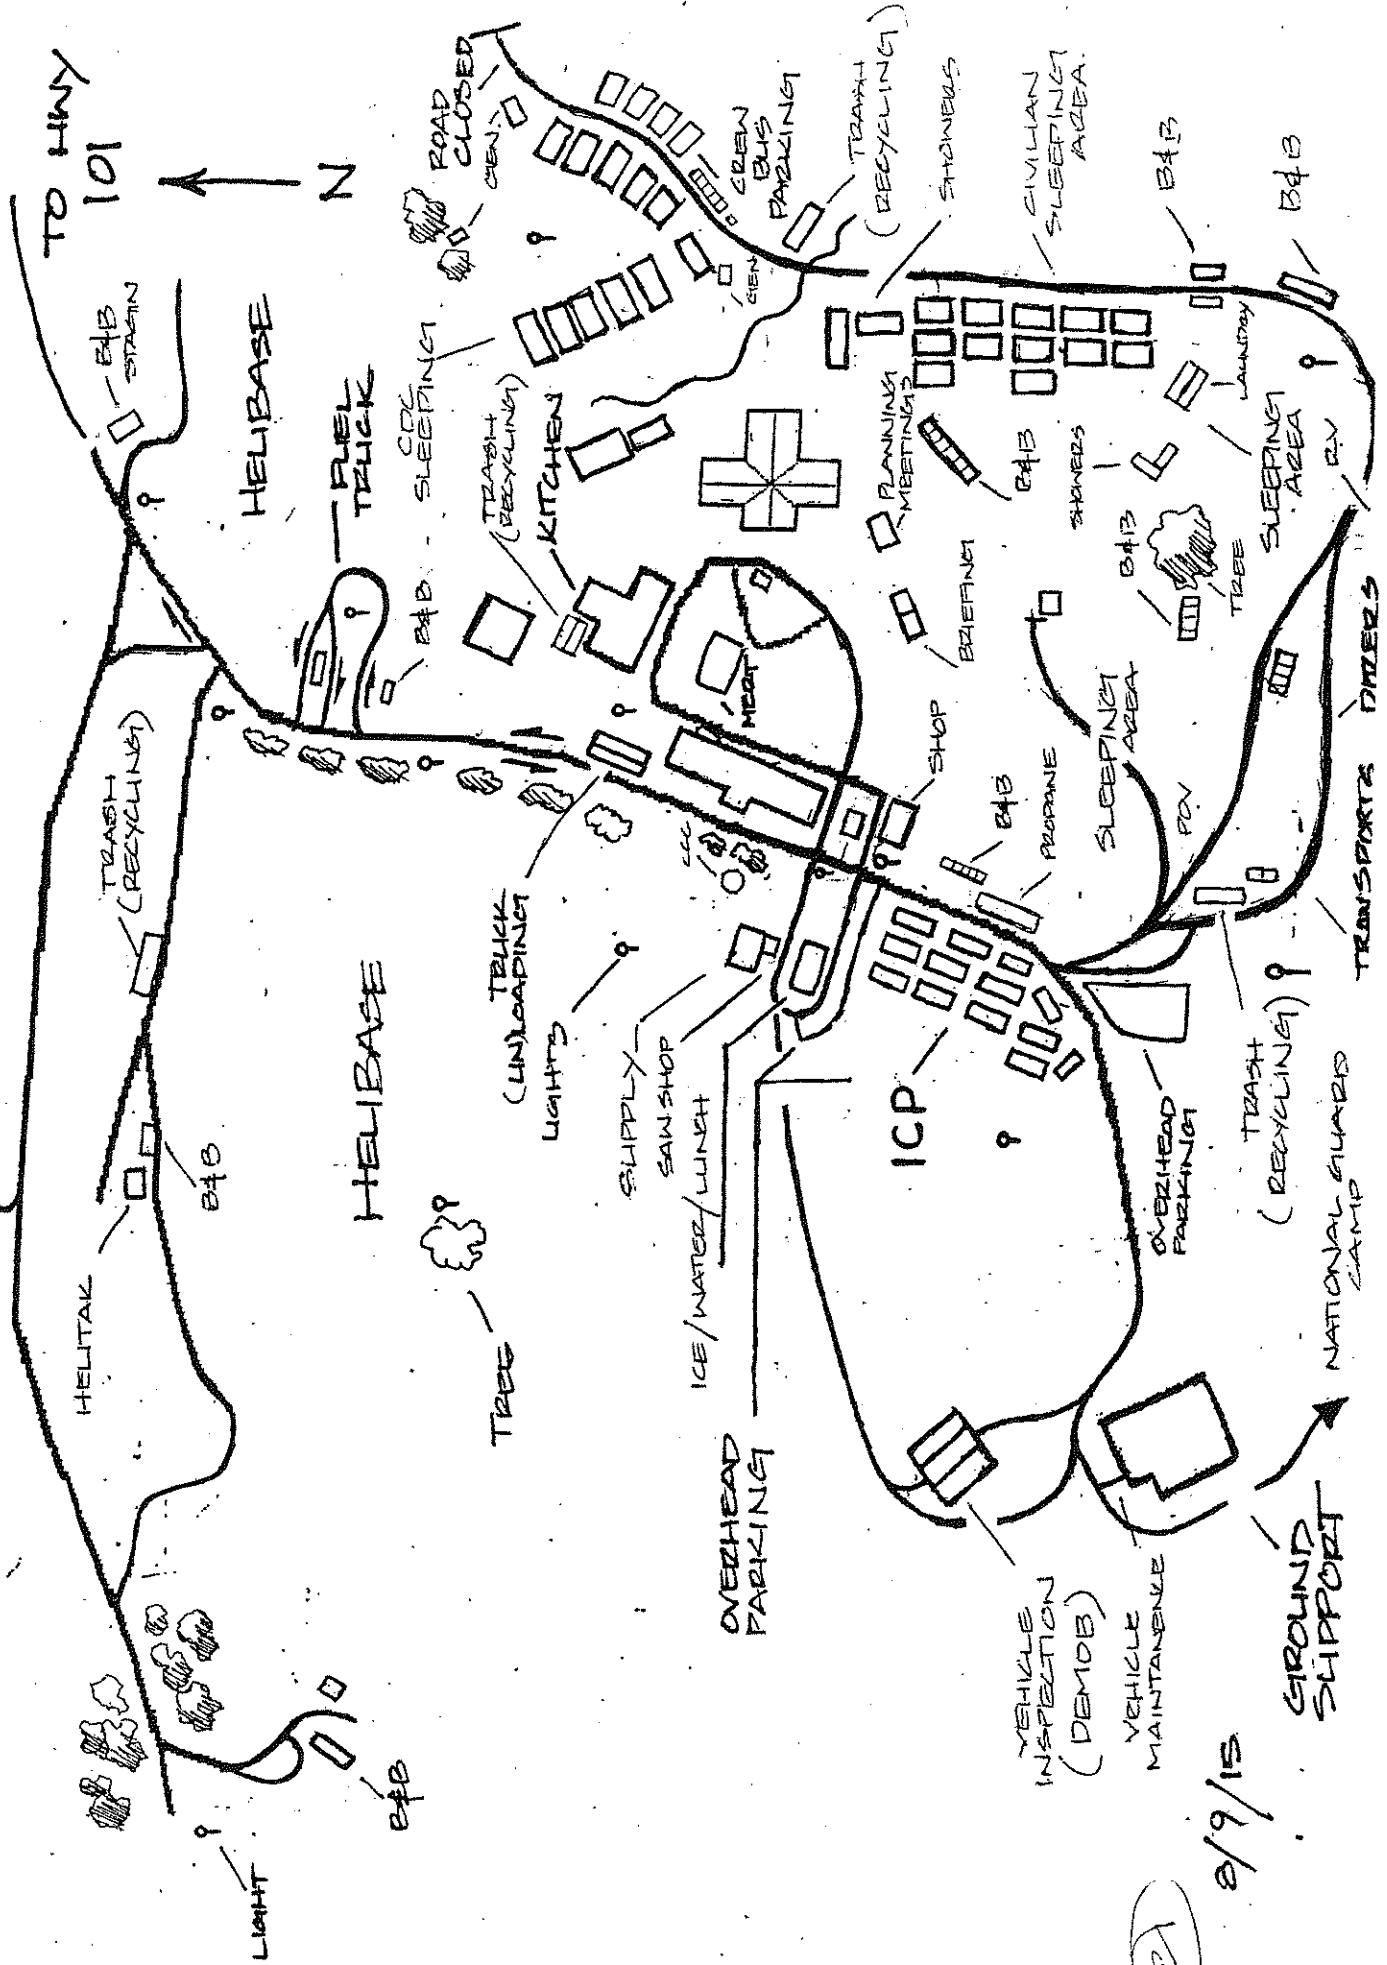 TO HWY
101
N
ROAD
CLOSED
GEN.
B&B
STAGIN
HELIBASE
FUEL
TRUCK
CDC
SLEEPING
B&B
TRASH
(RECYCLING)
KITCHEN
CREW
BUS
PARKING
GEN
TRASH
(RECYCLING)
SHOWERS
CIVILIAN
SLEEPING
AREA.
B&B
B&B
LAUNDRY
SLEEPING
AREA
RV
SHOWERS
B&B
PLANNING
MEETINGS
BRIEFING
B&B
TREE
SHOP
B&B
PROPANE
SLEEPING
AREA
POV
TRANSPORTS
DOZERS
TRASH
(RECYCLING)
HELITAK
B&B
HELIBASE
TREE
TRUCK
(UN)LOADING
LIGHTS
CCC
SUPPLY
SAW SHOP
ICE/WATER/LUNCH
OVERHEAD
PARKING
ICP
OVERHEAD
PARKING
TRASH
(RECYCLING)
NATIONAL GUARD
CAMP
LIGHT
B&B
VEHICLE
INSPECTION
(DEMOB)
VEHICLE
MAINTANENCE
GROUND
SUPPORT
8/9/15